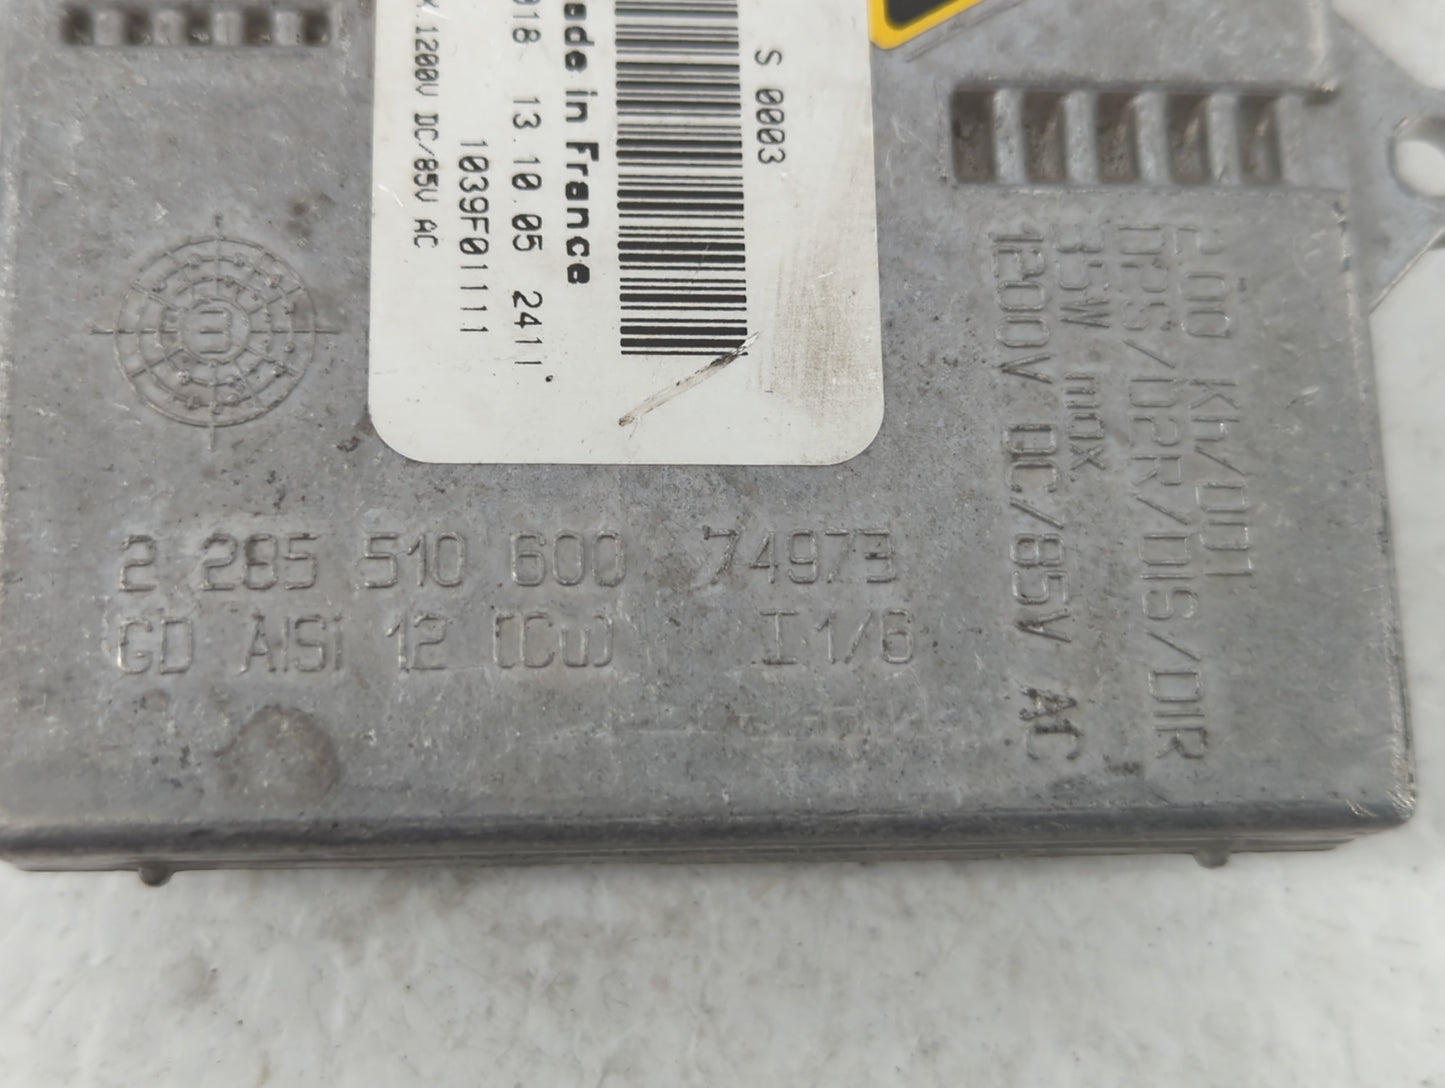 S 0003
ade in France
018 13.10.05 2411
1039F01111
.1200V DC/85V AC
2 285 510 600 74973
GD AlSi 12 (Cu) I 1/6
D2S/D2R/D1S/D1R
35W max
1200V DC/85V AC